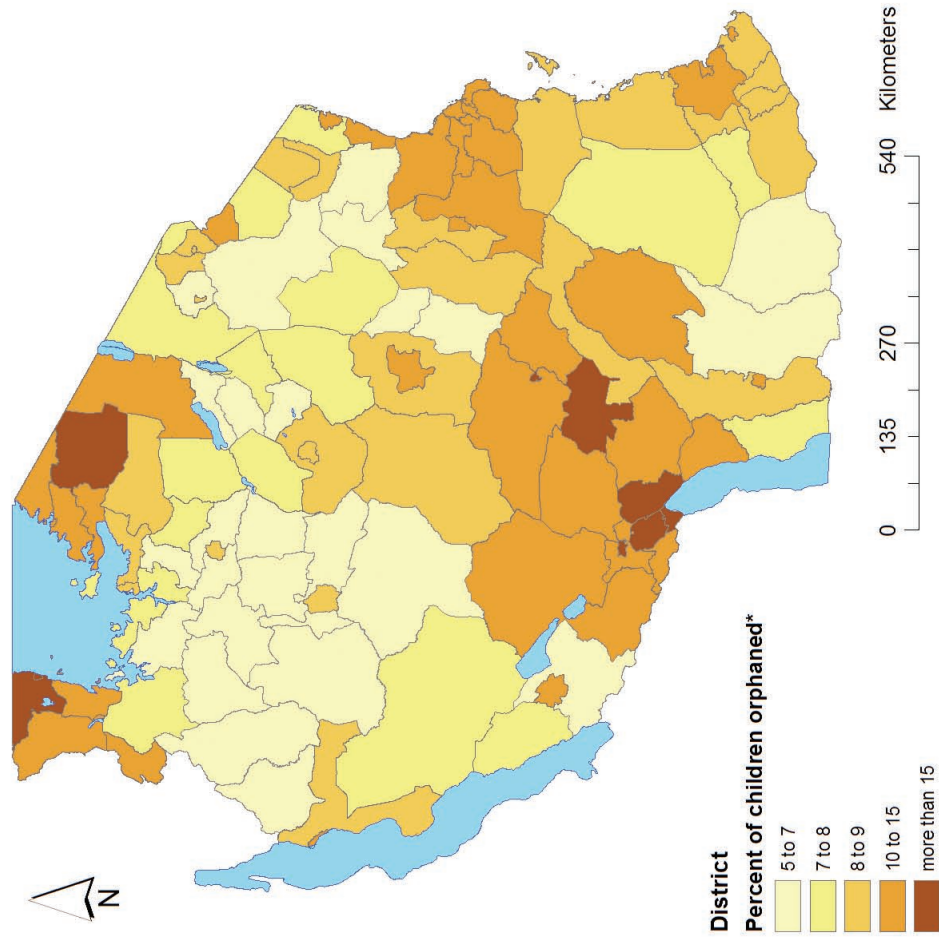 N
District
Percent of children orphaned*
5 to 7
7 to 8
8 to 9
10 to 15
more than 15
0 135 270 540 Kilometers